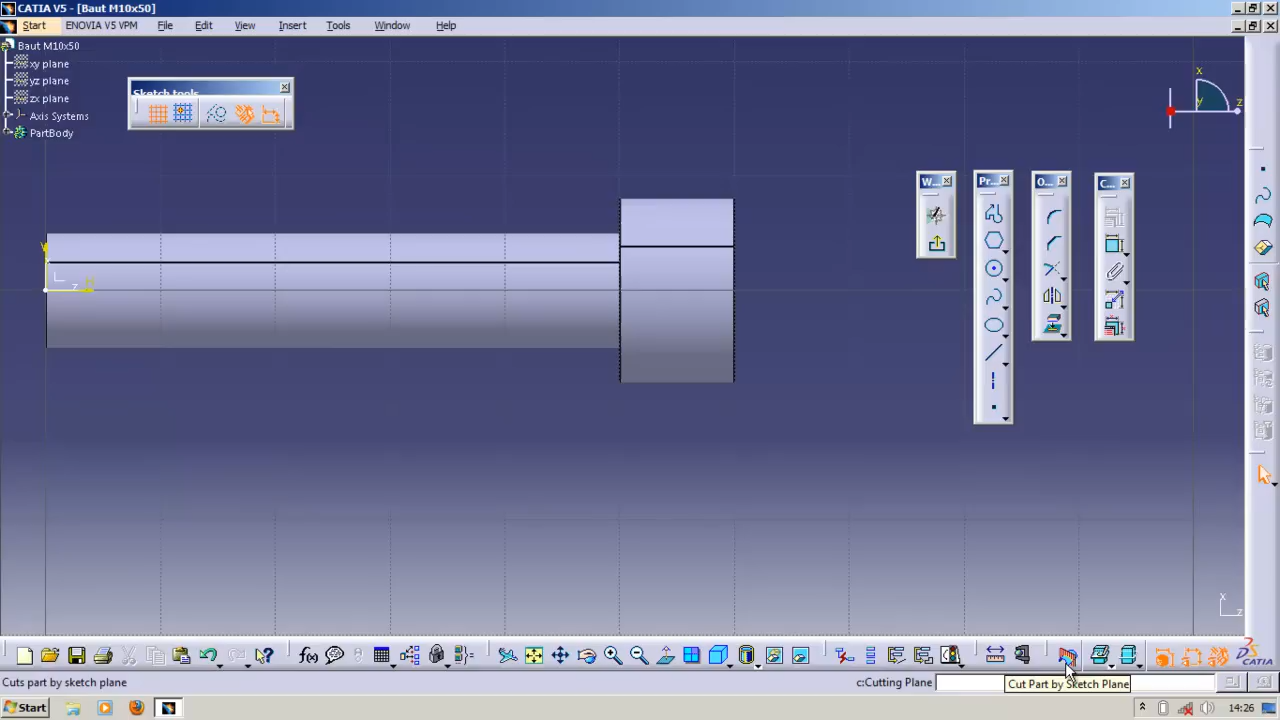 CATIA V5 - [Baut M10x50]
Start ENOVIA V5 VPM File Edit View Insert Tools Window Help
Baut M10x50
xy plane
yz plane
zx plane
Axis Systems
PartBody
Sketch tools
x
y
z
W...
Pr...
O...
C...
z
x
z
f(x)
CATIA
Cuts part by sketch plane
c:Cutting Plane
Cut Part by Sketch Plane
Start
14:26